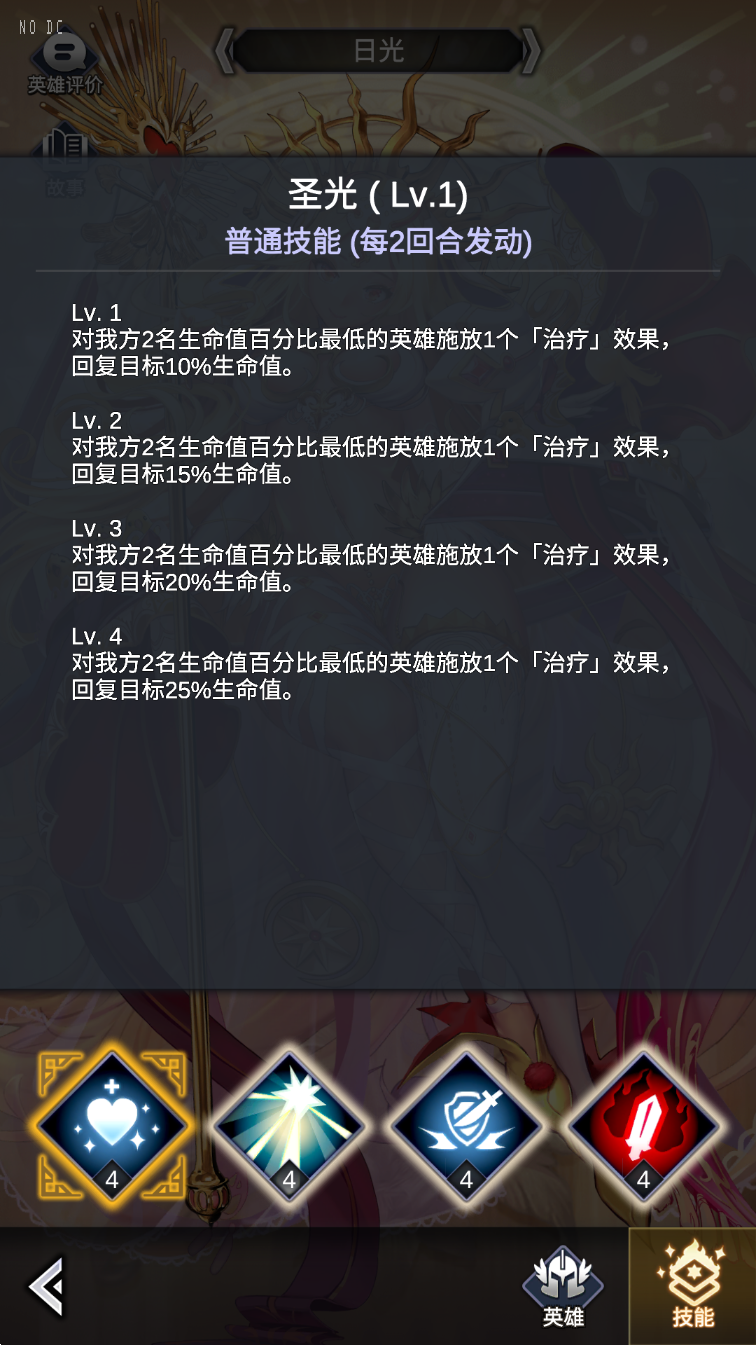 NO DC
日光
英雄评价
故事
圣光 ( Lv.1)
普通技能 (每2回合发动)
Lv. 1
对我方2名生命值百分比最低的英雄施放1个「治疗」效果，
回复目标10%生命值。
Lv. 2
对我方2名生命值百分比最低的英雄施放1个「治疗」效果，
回复目标15%生命值。
Lv. 3
对我方2名生命值百分比最低的英雄施放1个「治疗」效果，
回复目标20%生命值。
Lv. 4
对我方2名生命值百分比最低的英雄施放1个「治疗」效果，
回复目标25%生命值。
4 4 4 4
英雄 技能